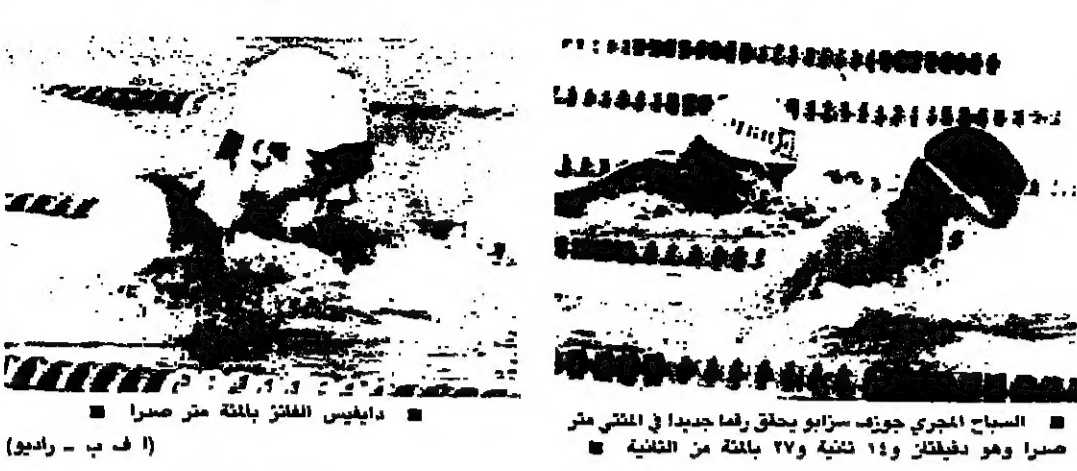 السباح المجري جوزف سزابو يحقق رقما جديدا في المئتي متر
صدرا وهو دقيقتان و١٤ ثانية و٢٧ بالمئة من الثانية
دايفيس الفائز بالمئة متر صدرا
(ا ف ب ـ راديو)